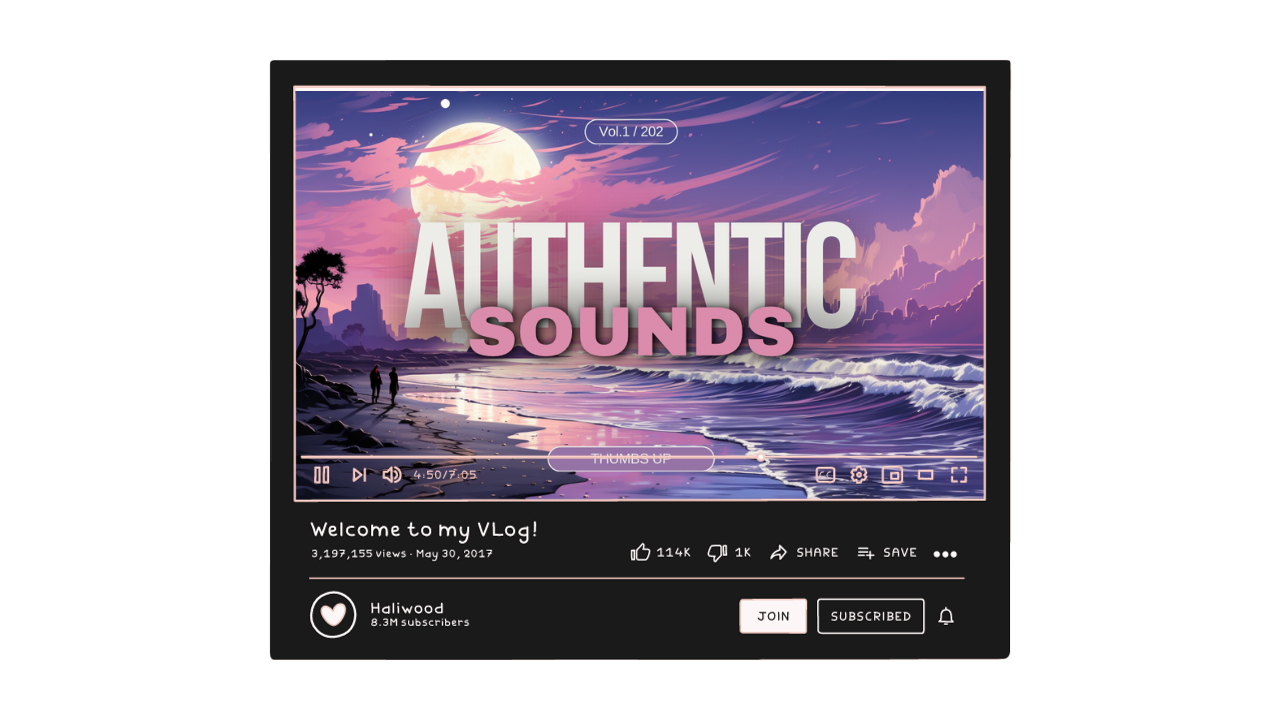 Vol.1 / 202
AUTHENTIC
SOUNDS
THUMBS UP
4:50/7:05
CC
Welcome to my VLog!
3,197,155 views · May 30, 2017
114K 1K SHARE SAVE
Haliwood
8.3M subscribers
JOIN SUBSCRIBED